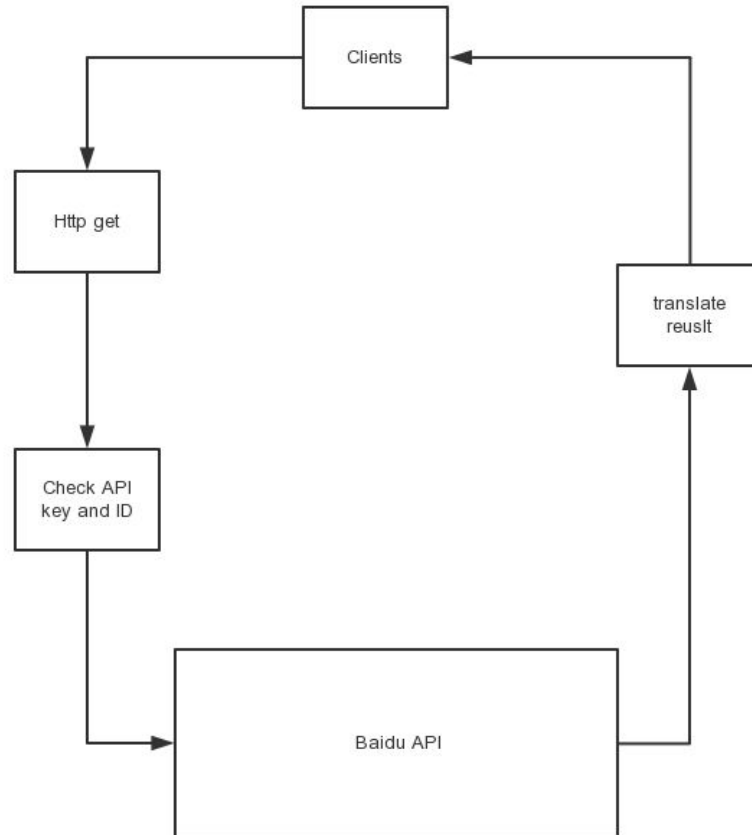 Clients
Http get
translate
reuslt
Check API
key and ID
Baidu API